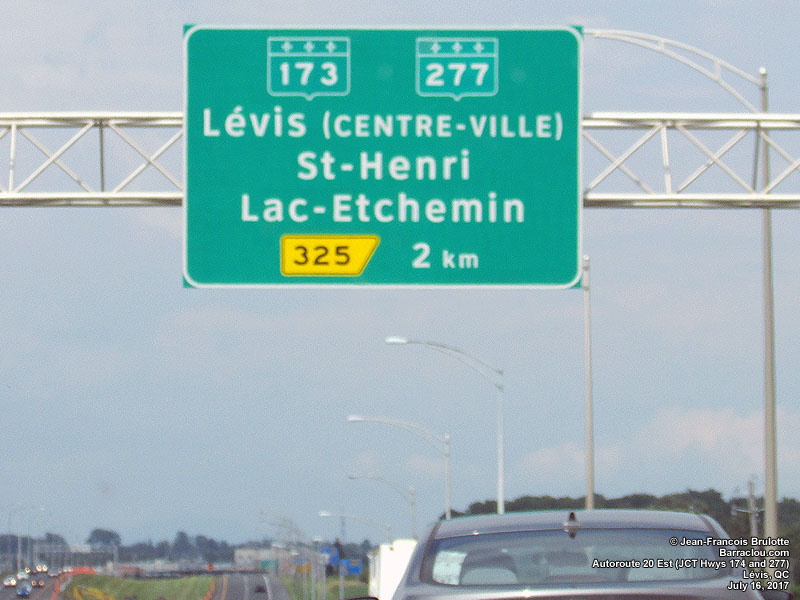 173 277
Lévis (CENTRE-VILLE)
St-Henri
Lac-Etchemin
325 2 km
© Jean-François Brulotte
Barraclou.com
Autoroute 20 Est (JCT Hwys 174 and 277)
Lévis, QC
July 16, 2017